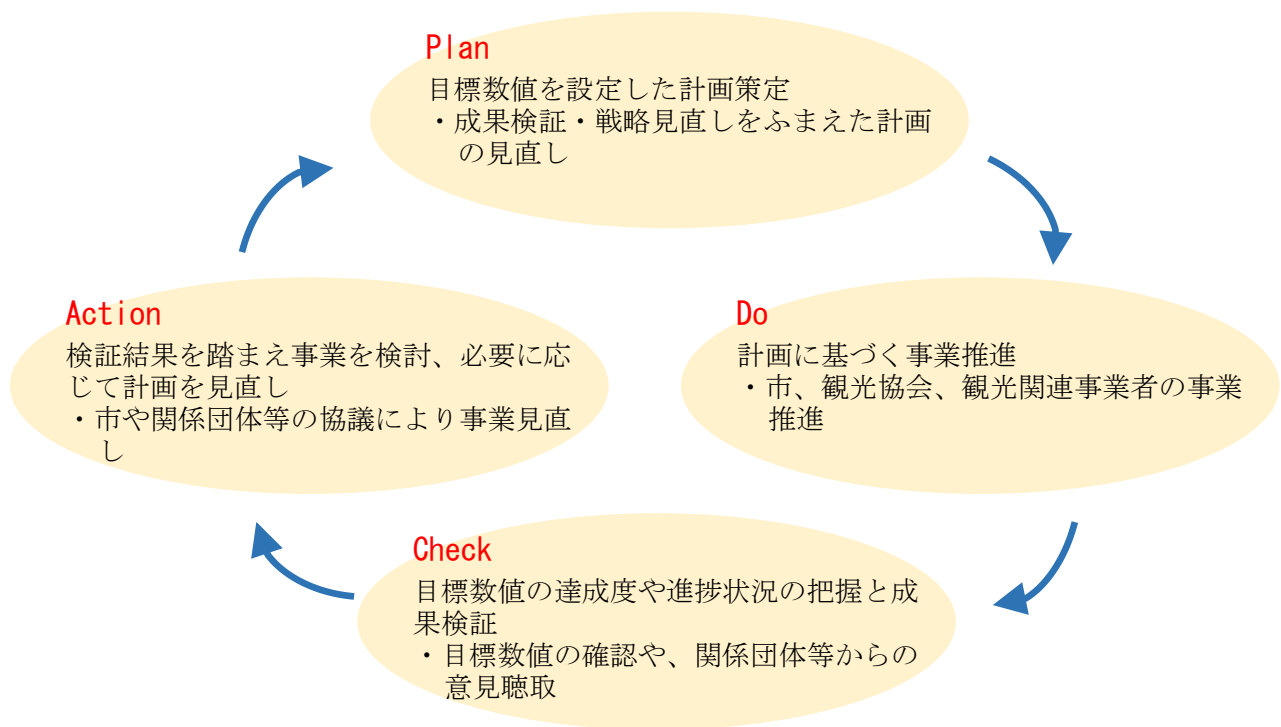 Plan
目標数値を設定した計画策定
・成果検証・戦略見直しをふまえた計画
の見直し
Action
検証結果を踏まえ事業を検討、必要に応
じて計画を見直し
・市や関係団体等の協議により事業見直
し
Do
計画に基づく事業推進
・市、観光協会、観光関連事業者の事業
推進
Check
目標数値の達成度や進捗状況の把握と成
果検証
・目標数値の確認や、関係団体等からの
意見聴取